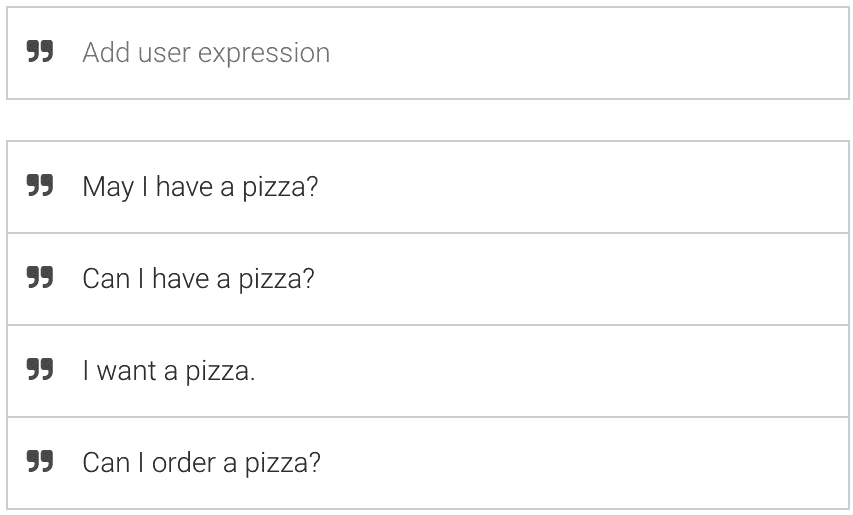 Add user expression
May I have a pizza?
Can I have a pizza?
I want a pizza.
Can I order a pizza?